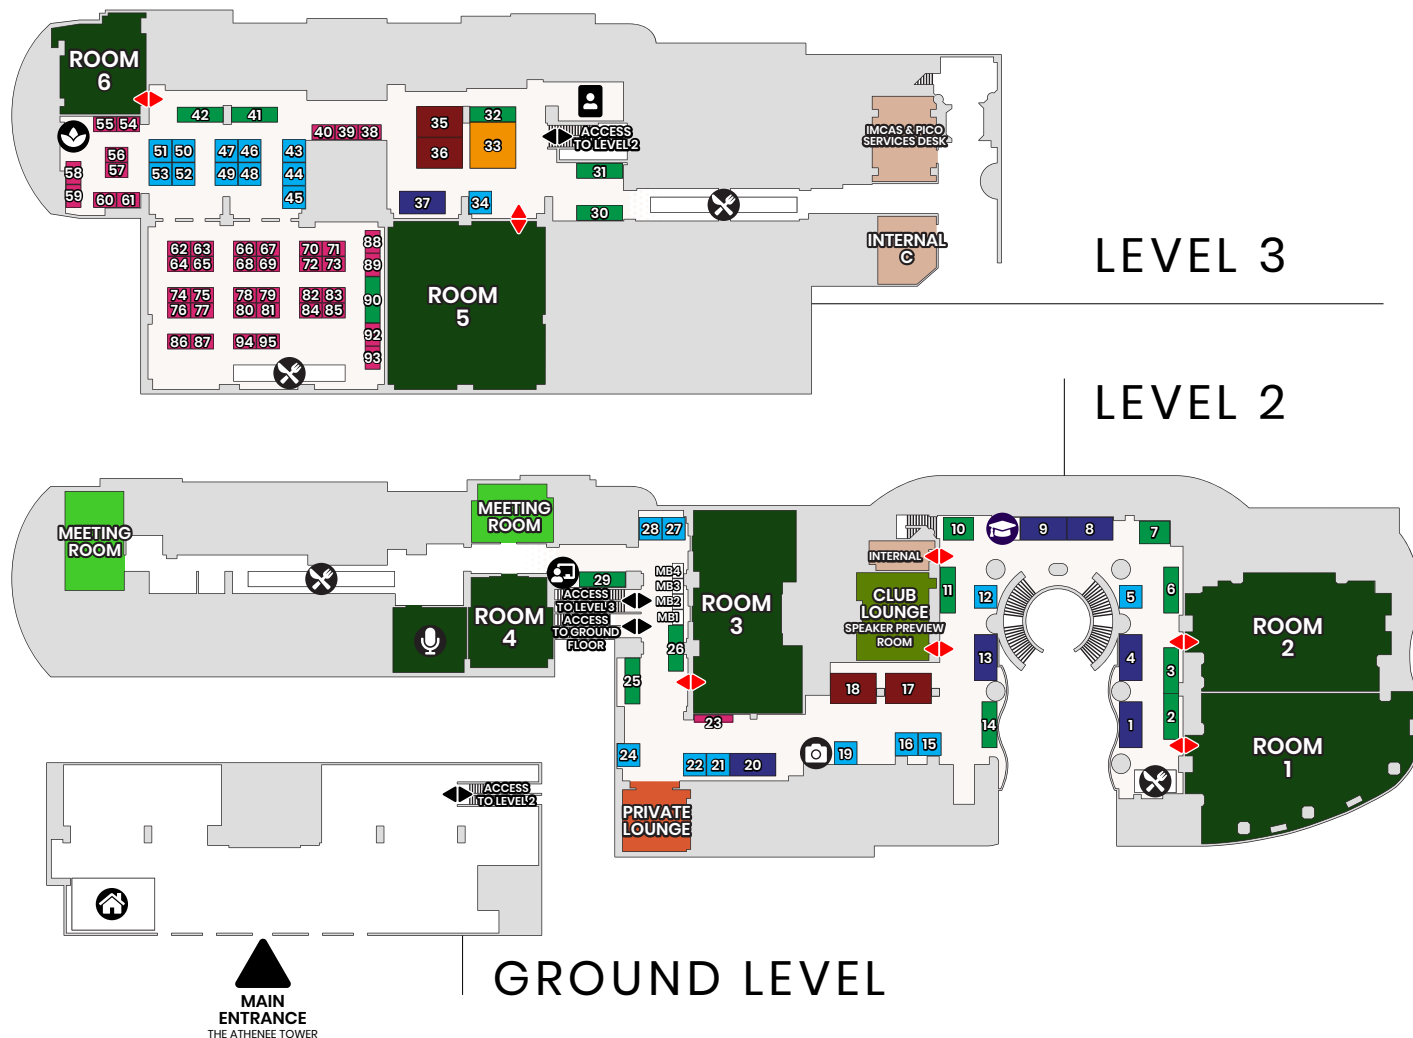 ROOM
6
42
41
55 54
40 39 38
35
36
32
33
ACCESS
TO LEVEL 2
IMCAS & PICO
SERVICES DESK
51 50
53 52
47 46
49 48
43
44
45
56
57
58
59
60 61
37
34
31
30
INTERNAL
C
LEVEL 3
62 63
64 65
66 67
68 69
70 71
72 73
88
89
90
92
93
74 75
76 77
78 79
80 81
82 83
84 85
86 87
94 95
ROOM
5
LEVEL 2
MEETING
ROOM
MEETING
ROOM
28 27
29
ACCESS
TO LEVEL 3
ACCESS
TO GROUND
FLOOR
MB4
MB3
MB2
MB1
ROOM
4
26
25
ROOM
3
23
24
22 21 20
PRIVATE
LOUNGE
INTERNAL
CLUB
LOUNGE
SPEAKER PREVIEW
ROOM
18
17
19
16 15
10
9
8
7
11
12
13
14
5
6
4
3
2
1
ROOM
2
ROOM
1
ACCESS
TO LEVEL 2
GROUND LEVEL
MAIN
ENTRANCE
THE ATHENEE TOWER